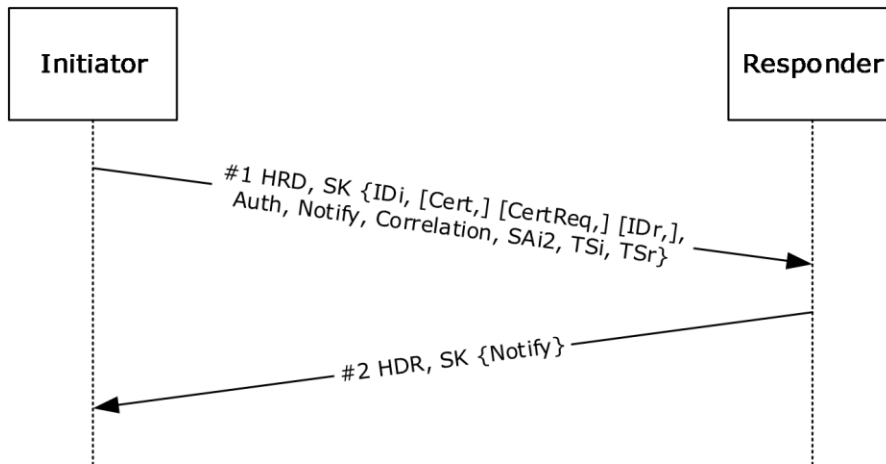 Initiator
Responder
#1 HRD, SK {IDi, [Cert,] [CertReq,] [IDr,],
Auth, Notify, Correlation, SAi2, TSi, TSr}
#2 HDR, SK {Notify}